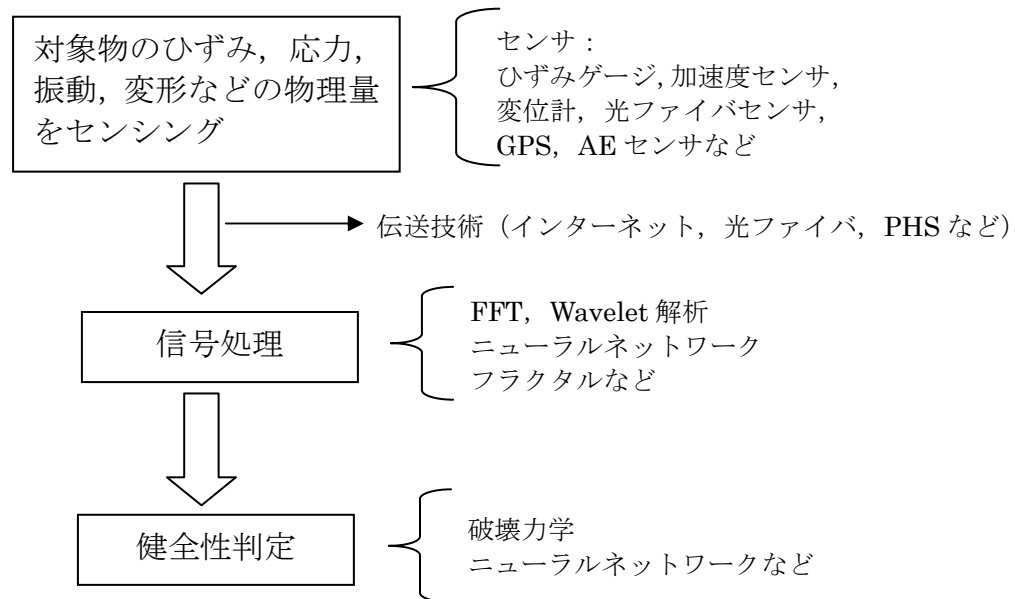 対象物のひずみ，応力，
振動，変形などの物理量
をセンシング
センサ：
ひずみゲージ，加速度センサ，
変位計，光ファイバセンサ，
GPS，AE センサなど
伝送技術（インターネット，光ファイバ，PHS など）
信号処理
FFT，Wavelet 解析
ニューラルネットワーク
フラクタルなど
健全性判定
破壊力学
ニューラルネットワークなど